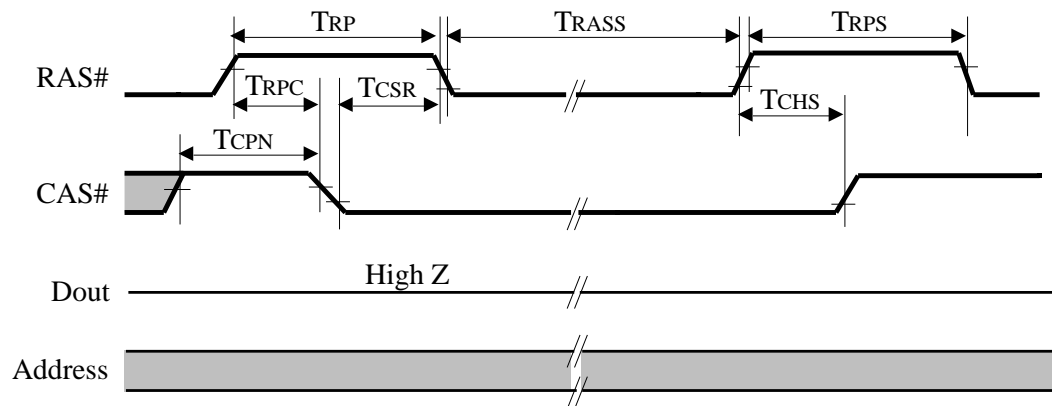 TRP TRASS TRPS
RAS#
TRPC TCSR TCHS
TCPN
CAS#
High Z
Dout
Address